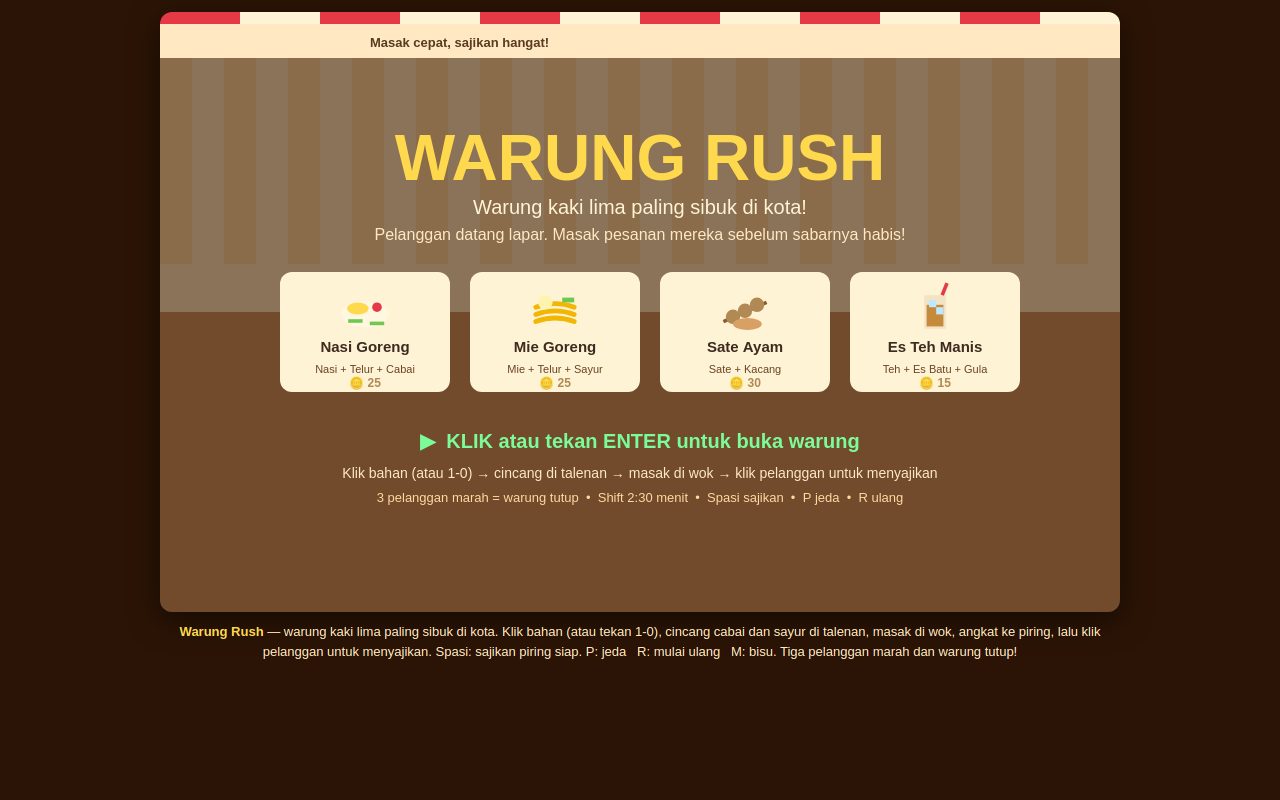 Masak cepat, sajikan hangat!
WARUNG RUSH
Warung kaki lima paling sibuk di kota!
Pelanggan datang lapar. Masak pesanan mereka sebelum sabarnya habis!
Nasi Goreng
Nasi + Telur + Cabai
🪙 25
Mie Goreng
Mie + Telur + Sayur
🪙 25
Sate Ayam
Sate + Kacang
🪙 30
Es Teh Manis
Teh + Es Batu + Gula
🪙 15
▶ KLIK atau tekan ENTER untuk buka warung
Klik bahan (atau 1-0) → cincang di talenan → masak di wok → klik pelanggan untuk menyajikan
3 pelanggan marah = warung tutup • Shift 2:30 menit • Spasi sajikan • P jeda • R ulang
Warung Rush — warung kaki lima paling sibuk di kota. Klik bahan (atau tekan 1-0), cincang cabai dan sayur di talenan, masak di wok, angkat ke piring, lalu klik
pelanggan untuk menyajikan. Spasi: sajikan piring siap. P: jeda R: mulai ulang M: bisu. Tiga pelanggan marah dan warung tutup!